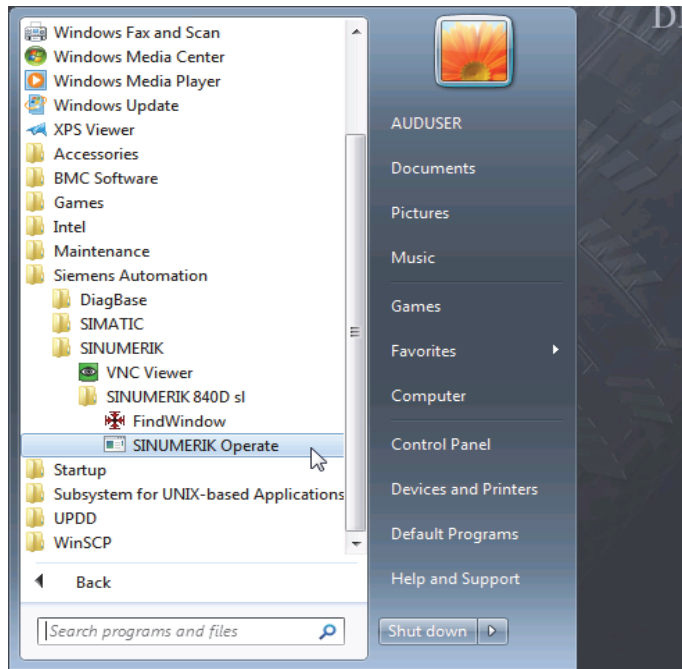 Windows Fax and Scan
Windows Media Center
Windows Media Player
Windows Update
XPS Viewer
Accessories
BMC Software
Games
Intel
Maintenance
Siemens Automation
DiagBase
SIMATIC
SINUMERIK
VNC Viewer
SINUMERIK 840D sl
FindWindow
SINUMERIK Operate
Startup
Subsystem for UNIX-based Applications
UPDD
WinSCP
Back
Search programs and files
AUDUSER
Documents
Pictures
Music
Games
Favorites
Computer
Control Panel
Devices and Printers
Default Programs
Help and Support
Shut down